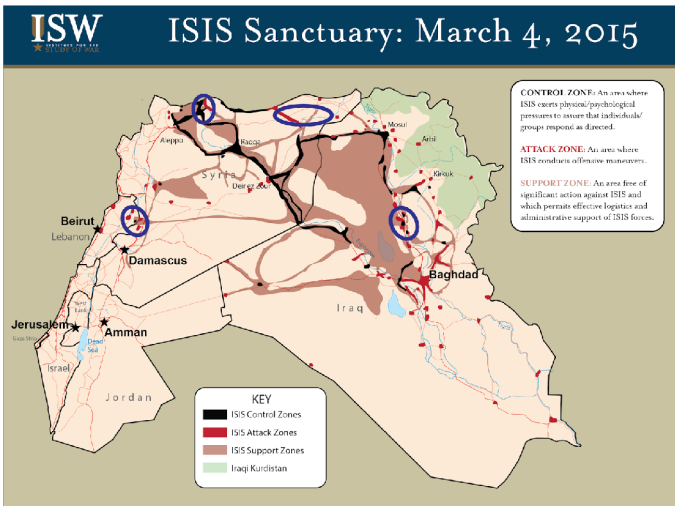 ISW
INSTITUTE FOR THE
STUDY OF WAR
ISIS Sanctuary: March 4, 2015
CONTROL ZONE: An area where
ISIS exerts physical/psychological
pressures to assure that individuals/
groups respond as directed.
ATTACK ZONE: An area where
ISIS conducts offensive maneuvers.
SUPPORT ZONE: An area free of
significant action against ISIS and
which permits effective logistics and
administrative support of ISIS forces.
Mosul
Aleppo
Raqqa
Arbil
Syria
Kirkuk
Deirez Zour
Beirut
Lebanon
Damascus
Baghdad
Iraq
West
Bank
Jerusalem
Amman
Dead
Sea
Israel
Jordan
KEY
ISIS Control Zones
ISIS Attack Zones
ISIS Support Zones
Iraqi Kurdistan